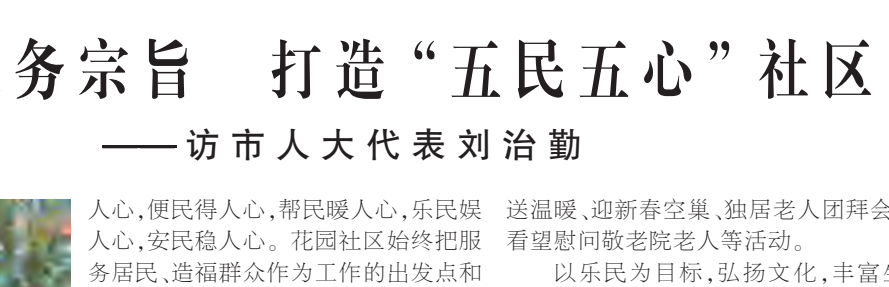 务宗旨 打造“五民五心”社区
——访市人大代表刘治勤
人心,便民得人心,帮民暖人心,乐民娱
人心,安民稳人心。花园社区始终把服
务居民、造福群众作为工作的出发点和
送温暖、迎新春空巢、独居老人团拜会
看望慰问敬老院老人等活动。
以乐民为目标,弘扬文化,丰富